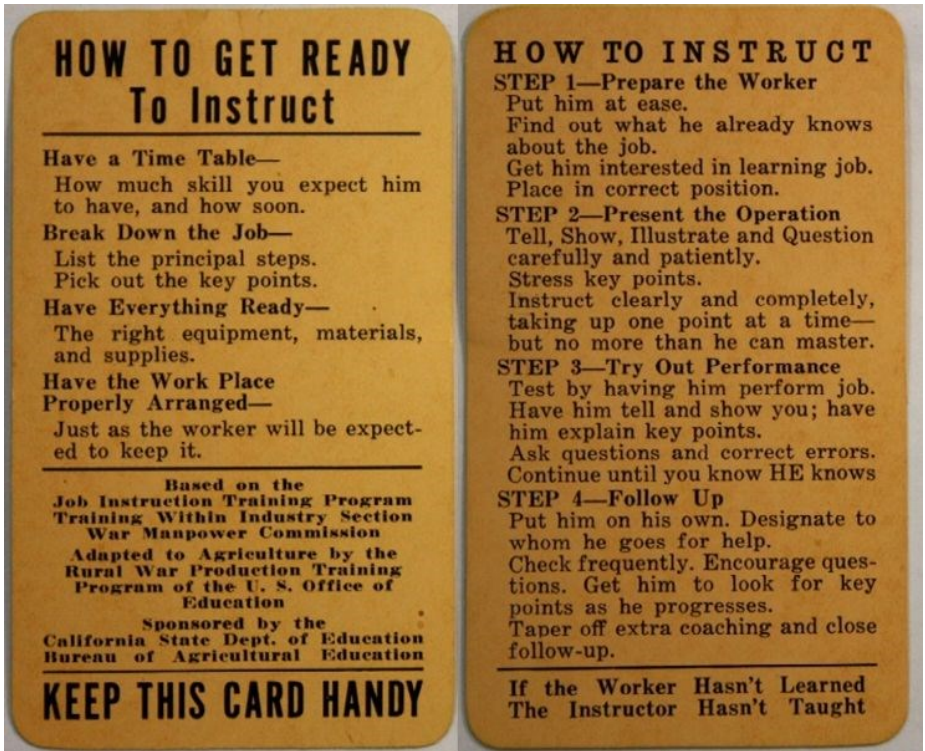 HOW TO GET READY
To Instruct
Have a Time Table—
How much skill you expect him
to have, and how soon.
Break Down the Job—
List the principal steps.
Pick out the key points.
Have Everything Ready—
The right equipment, materials,
and supplies.
Have the Work Place
Properly Arranged—
Just as the worker will be expect-
ed to keep it.
Based on the
Job Instruction Training Program
Training Within Industry Section
War Manpower Commission
Adapted to Agriculture by the
Rural War Production Training
Program of the U. S. Office of
Education
Sponsored by the
California State Dept. of Education
Bureau of Agricultural Education
KEEP THIS CARD HANDY
HOW TO INSTRUCT
STEP 1—Prepare the Worker
Put him at ease.
Find out what he already knows
about the job.
Get him interested in learning job.
Place in correct position.
STEP 2—Present the Operation
Tell, Show, Illustrate and Question
carefully and patiently.
Stress key points.
Instruct clearly and completely,
taking up one point at a time—
but no more than he can master.
STEP 3—Try Out Performance
Test by having him perform job.
Have him tell and show you; have
him explain key points.
Ask questions and correct errors.
Continue until you know HE knows
STEP 4—Follow Up
Put him on his own. Designate to
whom he goes for help.
Check frequently. Encourage ques-
tions. Get him to look for key
points as he progresses.
Taper off extra coaching and close
follow-up.
If the Worker Hasn't Learned
The Instructor Hasn't Taught